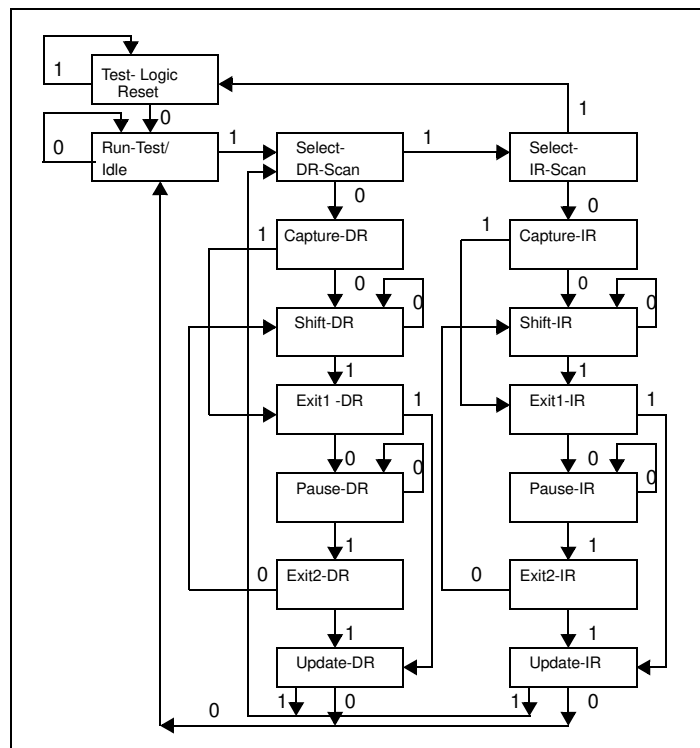 Test- Logic
Reset
1
0
1
Run-Test/
Idle
0
1
Select-
DR-Scan
1
Select-
IR-Scan
0
0
1
Capture-DR
1
Capture-IR
0
0
Shift-DR
0
Shift-IR
0
1
1
Exit1 -DR
1
Exit1-IR
1
0
0
Pause-DR
0
Pause-IR
0
1
1
0
Exit2-DR
0
Exit2-IR
1
1
Update-DR
Update-IR
1
0
1
0
0